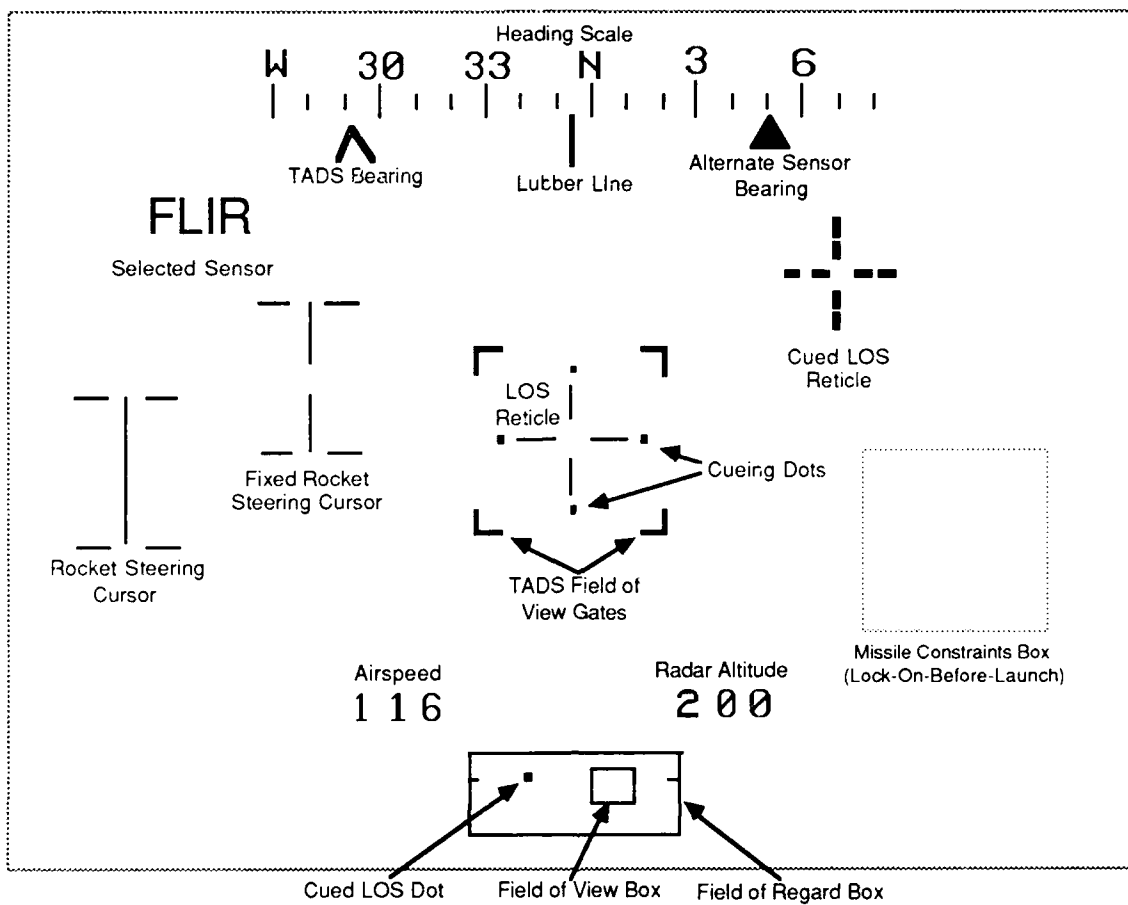 Heading Scale
W 30 33 N 3 6
TADS Bearing
Lubber Line
Alternate Sensor
Bearing
FLIR
Selected Sensor
Cued LOS
Reticle
LOS
Reticle
Cueing Dots
Fixed Rocket
Steering Cursor
Rocket Steering
Cursor
TADS Field of
View Gates
Missile Constraints Box
(Lock-On-Before-Launch)
Airspeed
116
Radar Altitude
200
Cued LOS Dot
Field of View Box
Field of Regard Box